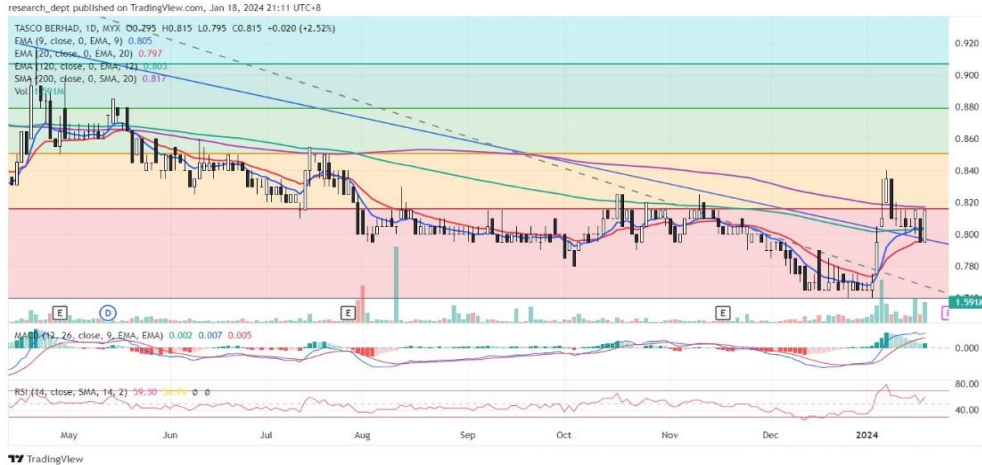 research_dept published on TradingView.com, Jan 18, 2024 21:11 UTC+8
TASCO BERHAD, 1D, MYX O0.795 H0.815 L0.795 C0.815 +0.020 (+2.52%)
EMA (9, close, 0, EMA, 9) 0.805
EMA (20, close, 0, EMA, 20) 0.797
EMA (120, close, 0, EMA, 12) 0.803
SMA (200, close, 0, SMA, 20) 0.817
Vol 1.591M
0.920
0.900
0.880
0.860
0.840
0.820
0.800
0.780
1.591M
E
D
E
E
MACD (12, 26, close, 9, EMA, EMA) 0.002 0.007 0.005
0.000
RSI (14, close, SMA, 14, 2) 59.30 ø ø
80.00
40.00
May Jun Jul Aug Sep Oct Nov Dec 2024
TradingView